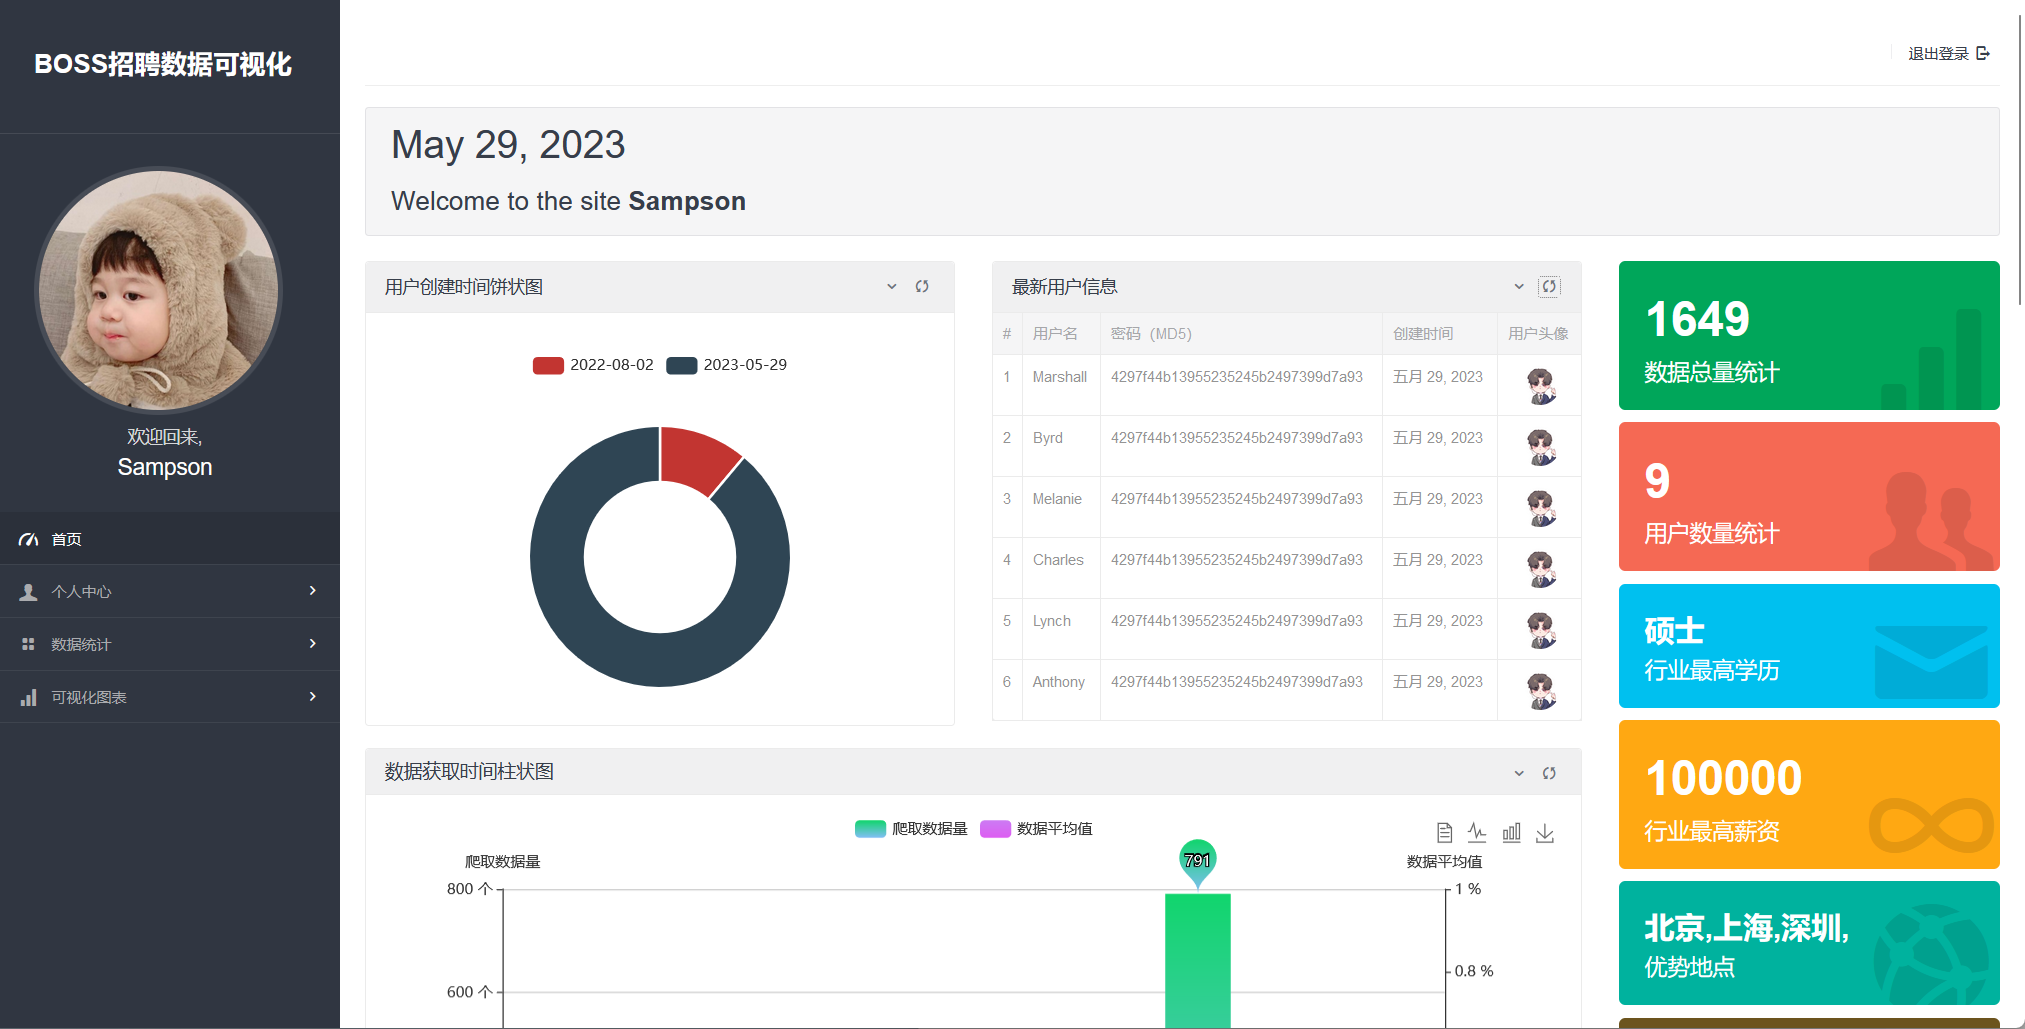 BOSS招聘数据可视化
欢迎回来,
Sampson
首页
个人中心
数据统计
可视化图表
退出登录
May 29, 2023
Welcome to the site Sampson
用户创建时间饼状图
2022-08-02 2023-05-29
最新用户信息
# 用户名 密码（MD5） 创建时间 用户头像
1 Marshall 4297f44b13955235245b2497399d7a93 五月 29, 2023
2 Byrd 4297f44b13955235245b2497399d7a93 五月 29, 2023
3 Melanie 4297f44b13955235245b2497399d7a93 五月 29, 2023
4 Charles 4297f44b13955235245b2497399d7a93 五月 29, 2023
5 Lynch 4297f44b13955235245b2497399d7a93 五月 29, 2023
6 Anthony 4297f44b13955235245b2497399d7a93 五月 29, 2023
数据获取时间柱状图
爬取数据量 数据平均值
爬取数据量 数据平均值
791
800 个 1 %
0.8 %
600 个
1649
数据总量统计
9
用户数量统计
硕士
行业最高学历
100000
行业最高薪资
北京,上海,深圳,
优势地点